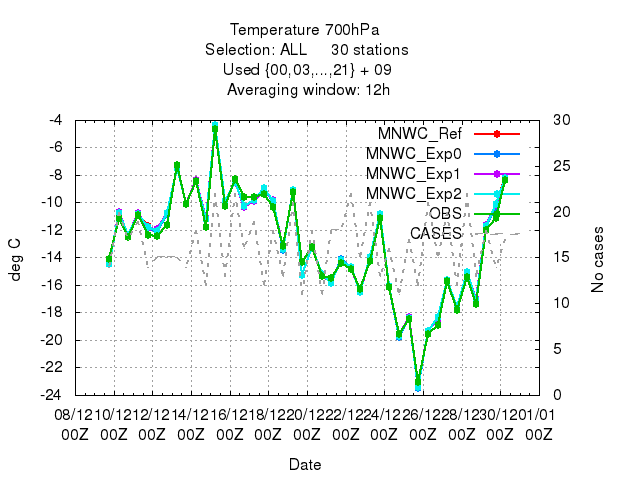 Temperature 700hPa
Selection: ALL     30 stations
Used {00,03,...,21} + 09
Averaging window: 12h
-4
-6
-8
-10
-12
-14
-16
-18
-20
-22
-24
30
25
20
15
10
5
0
deg C
No cases
MNWC_Ref
MNWC_Exp0
MNWC_Exp1
MNWC_Exp2
OBS
CASES
08/12 10/12 12/12 14/12 16/12 18/12 20/12 22/12 24/12 26/12 28/12 30/12 01/01
00Z 00Z 00Z 00Z 00Z 00Z 00Z 00Z 00Z 00Z 00Z 00Z 00Z
Date